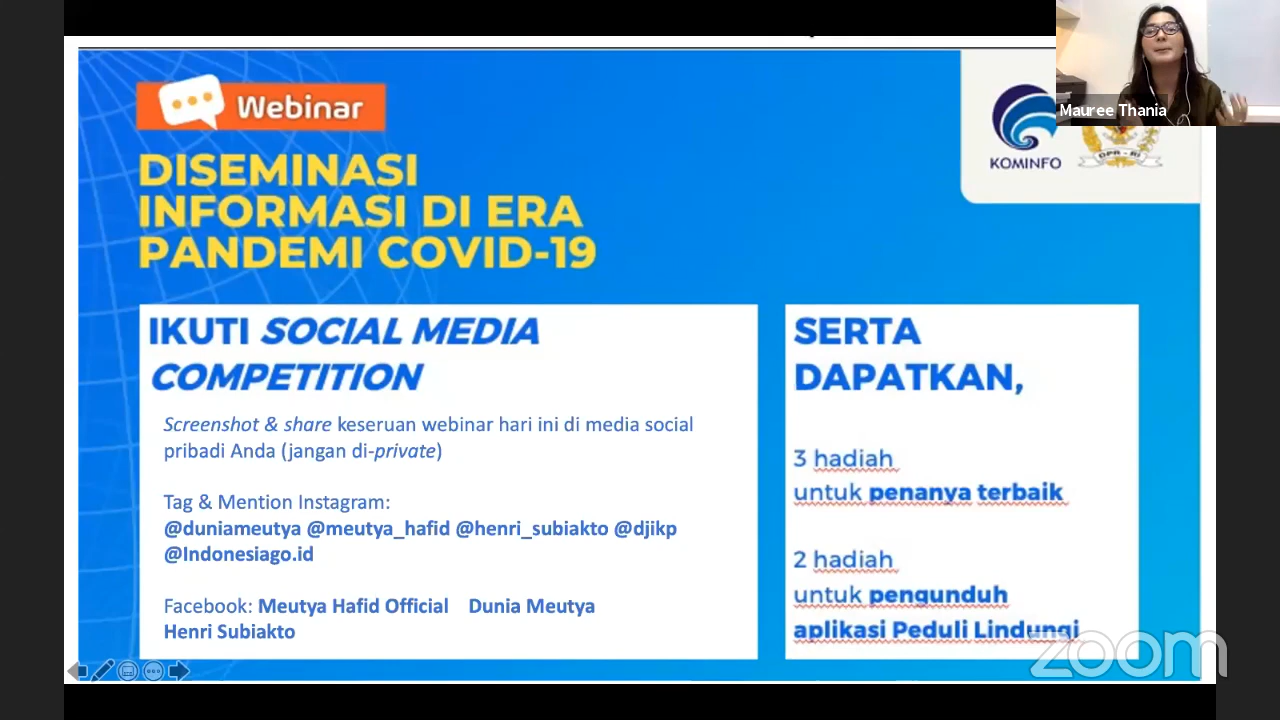 Webinar
DISEMINASI
INFORMASI DI ERA
PANDEMI COVID-19
KOMINFO
DPR - RI
Mauree Thania
IKUTI SOCIAL MEDIA
COMPETITION
Screenshot & share keseruan webinar hari ini di media social
pribadi Anda (jangan di-private)
Tag & Mention Instagram:
@duniameutya @meutya_hafid @henri_subiakto @djikp
@Indonesiago.id
Facebook: Meutya Hafid Official Dunia Meutya
Henri Subiakto
SERTA
DAPATKAN,
3 hadiah
untuk penanya terbaik
2 hadiah
untuk pengunduh
aplikasi Peduli Lindungi
zoom